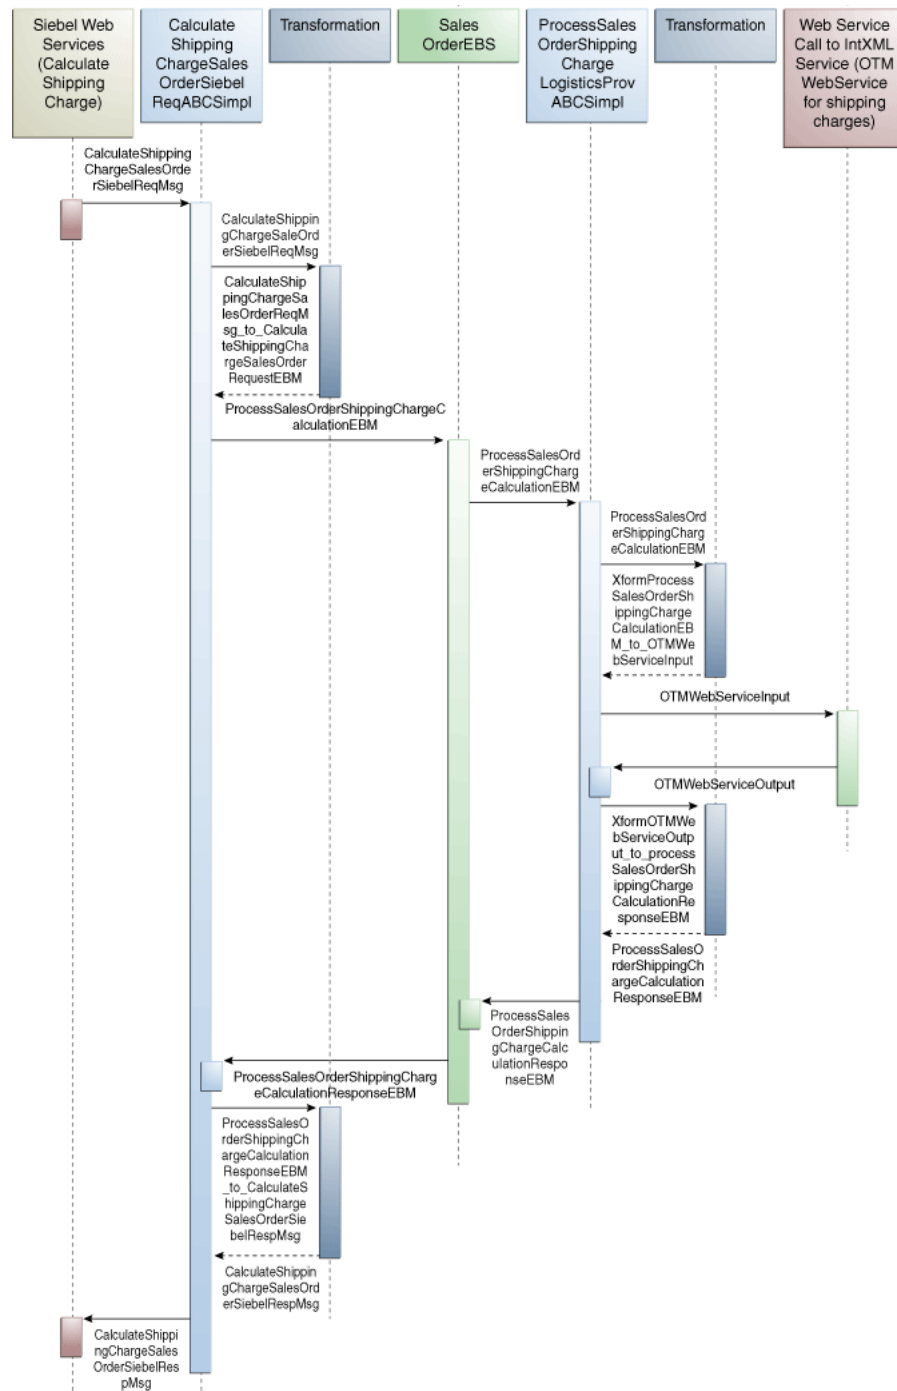 Siebel Web
Services
(Calculate
Shipping
Charge)
Calculate
Shipping
ChargeSales
OrderSiebel
ReqABCSimpl
Transformation
Sales
OrderEBS
ProcessSales
OrderShipping
Charge
LogisticsProv
ABCSimpl
Transformation
Web Service
Call to IntXML
Service (OTM
WebService
for shipping
charges)
CalculateShipping
ChargeSalesOrde
rSiebelReqMsg
CalculateShippin
gChargeSaleOrd
erSiebelReqMsg
CalculateShip
pingChargeSa
lesOrderReqM
sg_to_Calcula
teShippingCha
rgeSalesOrder
RequestEBM
ProcessSalesOrderShippingChargeC
alculationEBM
ProcessSalesOrd
erShippingCharg
eCalculationEBM
ProcessSalesOrd
erShippingCharg
eCalculationEBM
XformProcess
SalesOrderSh
ippingCharge
CalculationEB
M_to_OTMWe
bServiceInput
OTMWebServiceInput
OTMWebServiceOutput
XformOTMWe
bServiceOutp
ut_to_process
SalesOrderSh
ippingCharge
CalculationRe
sponseEBM
ProcessSalesO
rderShippingCh
argeCalculation
ResponseEBM
ProcessSales
OrderShippin
gChargeCalc
ulationRespo
nseEBM
ProcessSalesOrderShippingCharg
eCalculationResponseEBM
ProcessSalesO
rderShippingCh
argeCalculation
ResponseEBM
_to_CalculateS
hippingCharge
SalesOrderSie
belRespMsg
CalculateShippin
gChargeSalesOrd
erSiebelRespMsg
CalculateShippi
ngChargeSales
OrderSiebelRes
pMsg